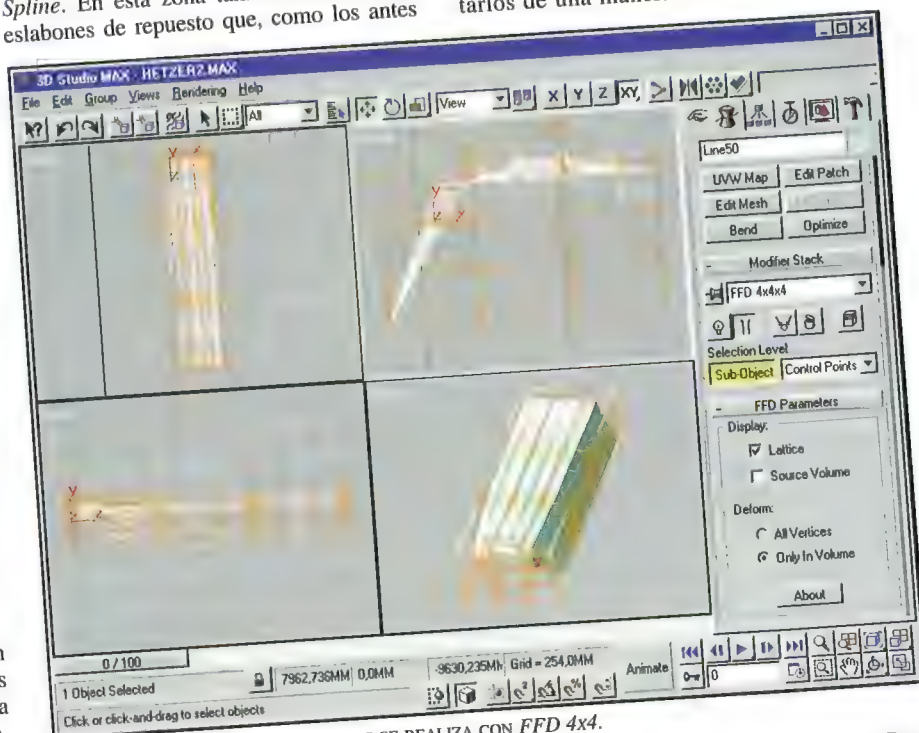 Spline. En esta zona
eslabones de repuesto que, como los antes
tarlos de una
3D Studio MAX - HETZER2.MAX
File Edit Group Views Rendering Help
All
View
X Y Z XY
Line50
UVW Map Edit Patch
Edit Mesh
Bend Optimize
- Modifier Stack
FFD 4x4x4
Selection Level
Sub-Object Control Points
- FFD Parameters
Display:
Lattice
Source Volume
Deform:
All Vertices
Only In Volume
About
y
x
y
x
y
z
x
0 / 100
1 Object Selected
7962,736MM 0,0MM
-9630,235MM Grid = 254,0MM
Animate
0
Click or click-and-drag to select objects
a
SE REALIZA CON FFD 4x4.